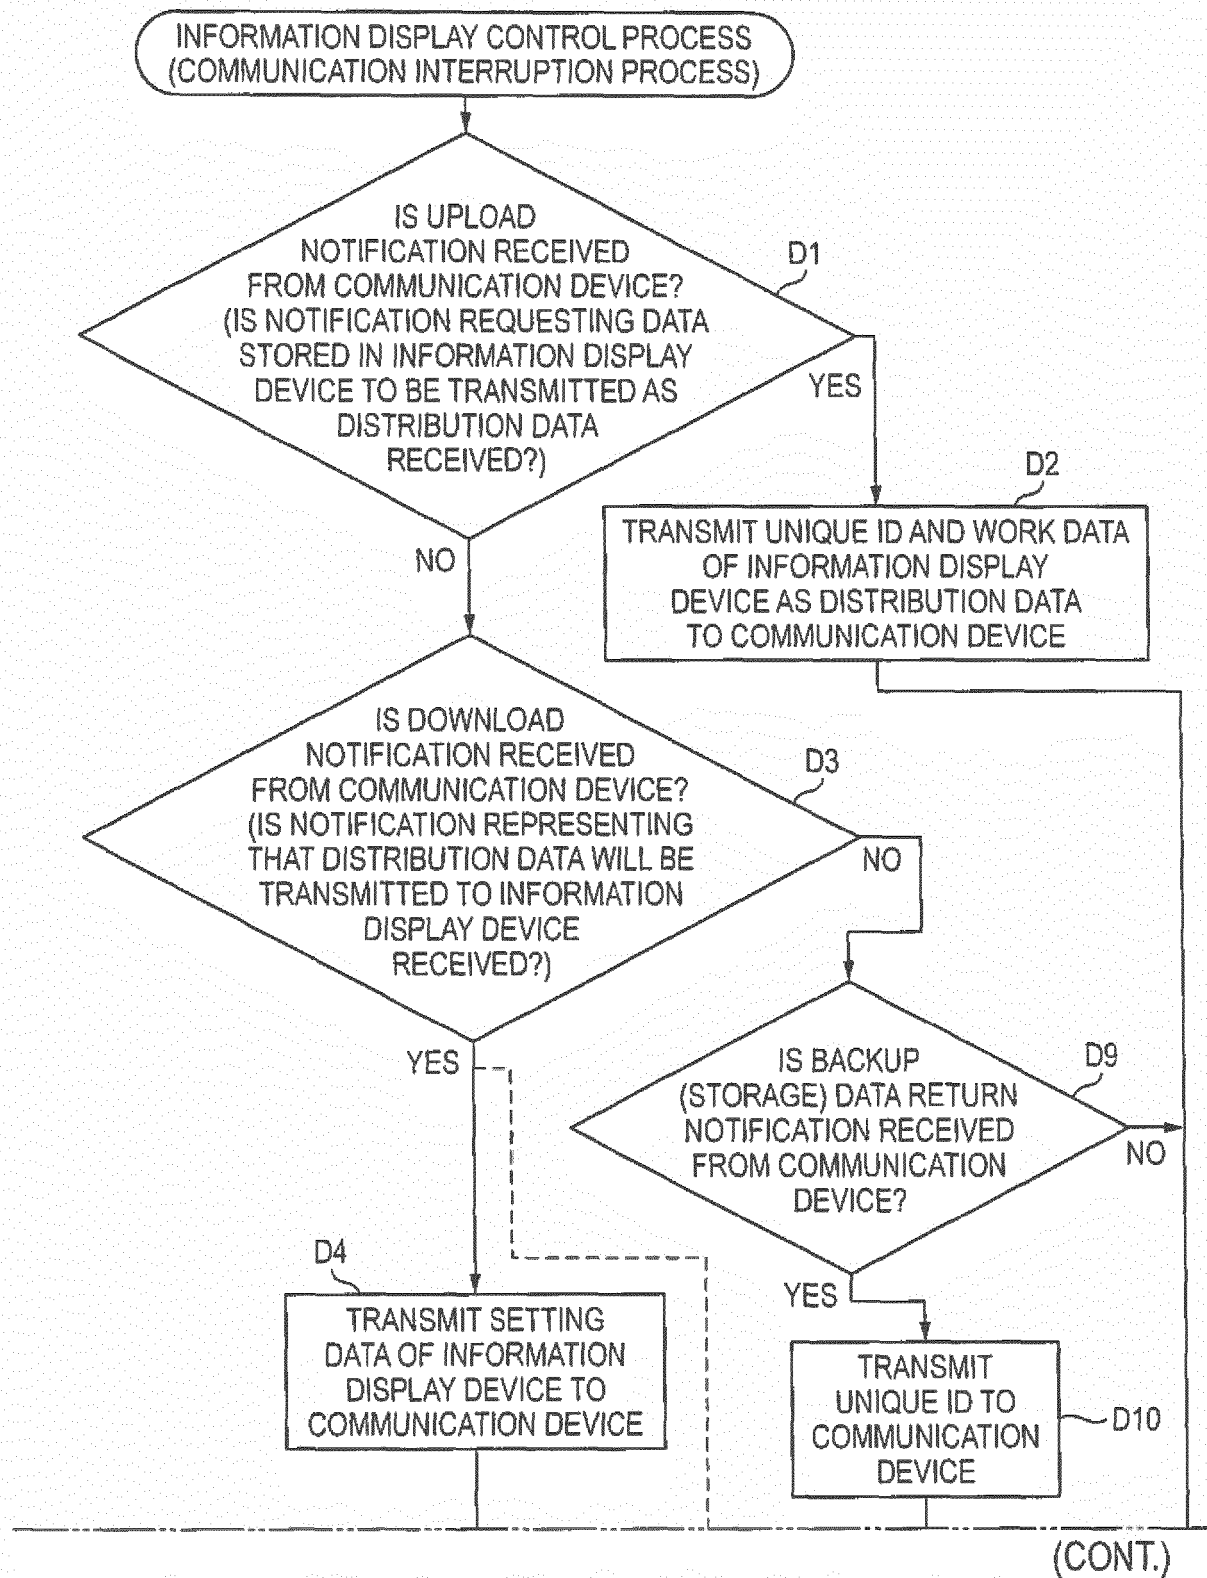 INFORMATION DISPLAY CONTROL PROCESS
(COMMUNICATION INTERRUPTION PROCESS)
IS UPLOAD
NOTIFICATION RECEIVED
FROM COMMUNICATION DEVICE?
(IS NOTIFICATION REQUESTING DATA
STORED IN INFORMATION DISPLAY
DEVICE TO BE TRANSMITTED AS
DISTRIBUTION DATA
RECEIVED?)
D1
YES
NO
D2
TRANSMIT UNIQUE ID AND WORK DATA
OF INFORMATION DISPLAY
DEVICE AS DISTRIBUTION DATA
TO COMMUNICATION DEVICE
IS DOWNLOAD
NOTIFICATION RECEIVED
FROM COMMUNICATION DEVICE?
(IS NOTIFICATION REPRESENTING
THAT DISTRIBUTION DATA WILL BE
TRANSMITTED TO INFORMATION
DISPLAY DEVICE
RECEIVED?)
D3
NO
YES
IS BACKUP
(STORAGE) DATA RETURN
NOTIFICATION RECEIVED
FROM COMMUNICATION
DEVICE?
D9
NO
YES
D4
TRANSMIT SETTING
DATA OF INFORMATION
DISPLAY DEVICE TO
COMMUNICATION DEVICE
TRANSMIT
UNIQUE ID TO
COMMUNICATION
DEVICE
D10
(CONT.)